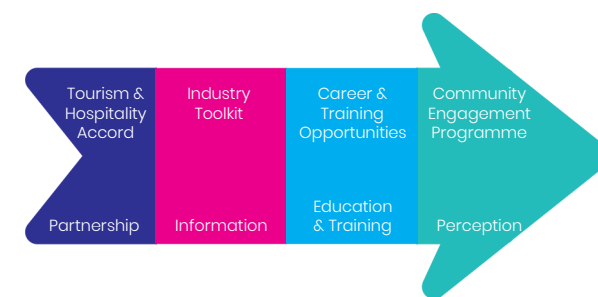 Tourism &
Hospitality
Accord
Industry
Toolkit
Career &
Training
Opportunities
Community
Engagement
Programme
Partnership
Information
Education
& Training
Perception